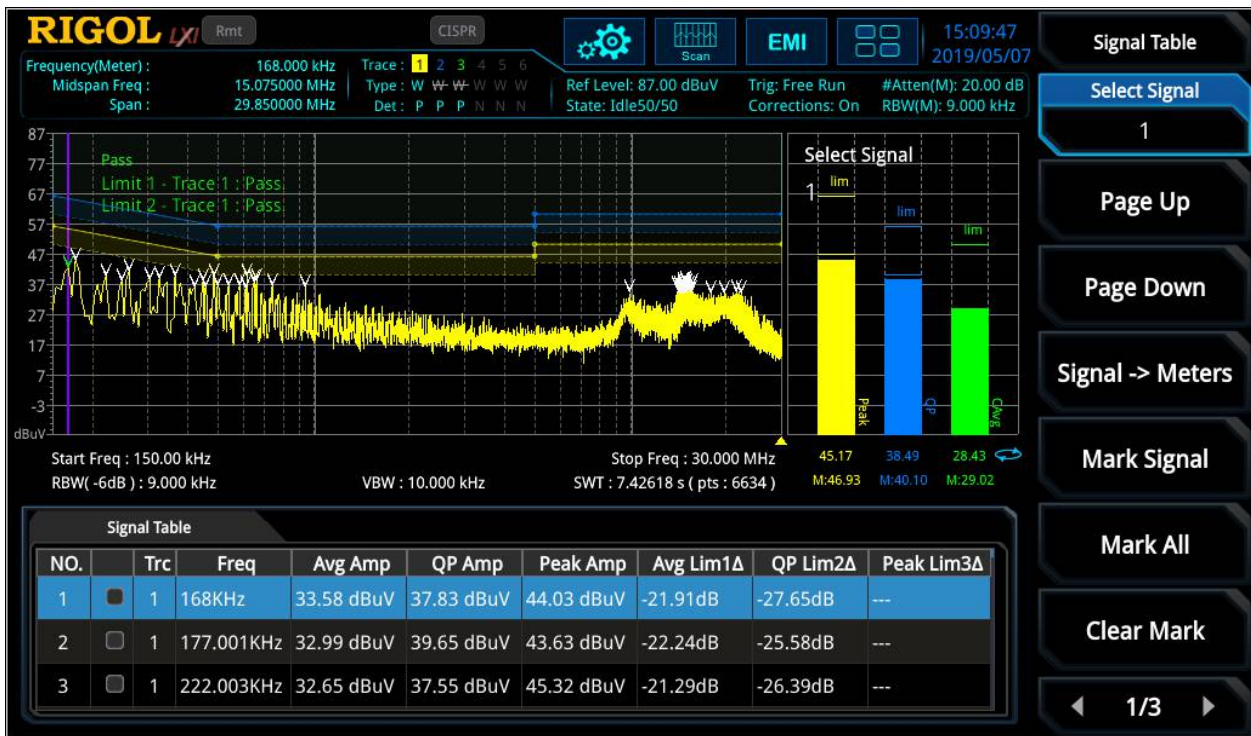 RIGOL LXI Rmt CISPR Scan EMI 15:09:47
2019/05/07
Frequency(Meter) : 168.000 kHz Trace : 1 2 3 4 5 6
Midspan Freq : 15.075000 MHz Type : W W W W W W Ref Level: 87.00 dBuV Trig: Free Run #Atten(M): 20.00 dB
Span : 29.850000 MHz Det : P P P N N N State: Idle50/50 Corrections: On RBW(M): 9.000 kHz
87
77
67
57
47
37
27
17
7
-3
dBuV
Pass
Limit 1 - Trace 1 : Pass.
Limit 2 - Trace 1 : Pass.
Select Signal
1
lim
lim
lim
Peak
QP
CAvg
Start Freq : 150.00 kHz Stop Freq : 30.000 MHz 45.17 38.49 28.43
RBW( -6dB ) : 9.000 kHz VBW : 10.000 kHz SWT : 7.42618 s ( pts : 6634 ) M:46.93 M:40.10 M:29.02
Signal Table
NO. Trc Freq Avg Amp QP Amp Peak Amp Avg Lim1Δ QP Lim2Δ Peak Lim3Δ
1 1 168KHz 33.58 dBuV 37.83 dBuV 44.03 dBuV -21.91dB -27.65dB ---
2 1 177.001KHz 32.99 dBuV 39.65 dBuV 43.63 dBuV -22.24dB -25.58dB ---
3 1 222.003KHz 32.65 dBuV 37.55 dBuV 45.32 dBuV -21.29dB -26.39dB ---
Signal Table
Select Signal
1
Page Up
Page Down
Signal -> Meters
Mark Signal
Mark All
Clear Mark
1/3